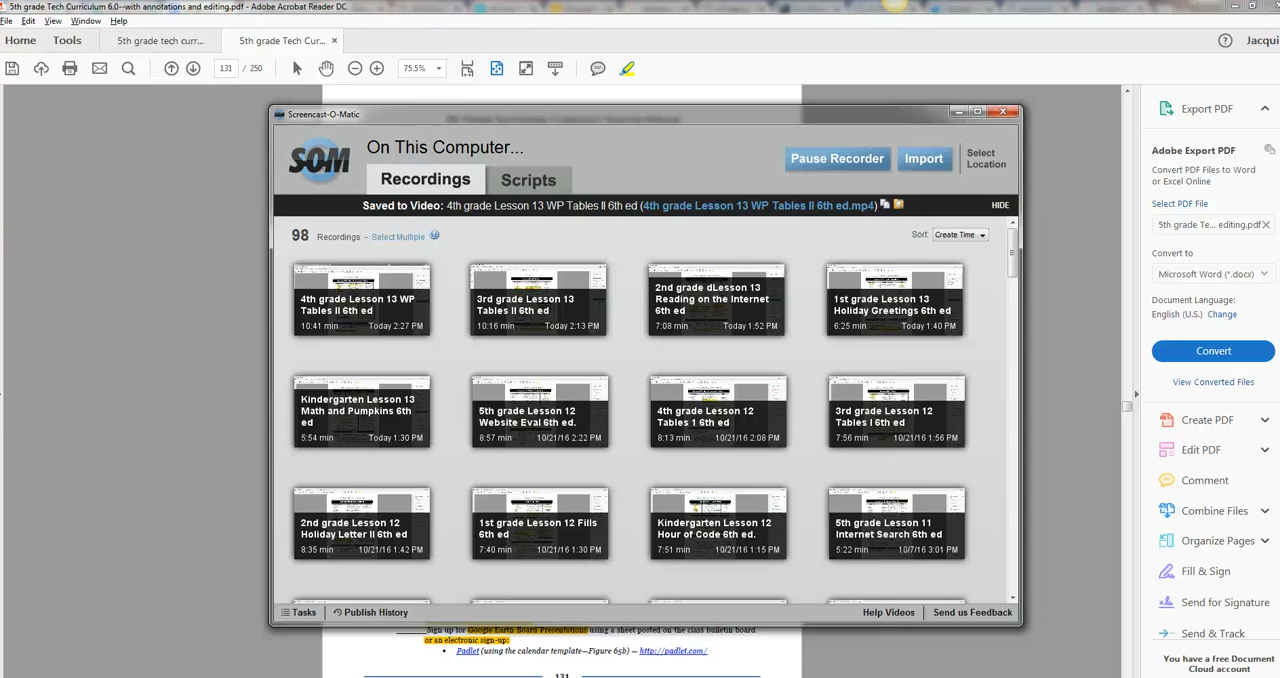 5th grade Tech Curriculum 6.0--with annotations and editing.pdf - Adobe Acrobat Reader DC
File Edit View Window Help
Home Tools 5th grade tech curr... 5th grade Tech Cur... × Jacqui
131 / 250 75.5%
Screencast-O-Matic
SOM
On This Computer...
Recordings Scripts
Pause Recorder Import Select Location
Saved to Video: 4th grade Lesson 13 WP Tables II 6th ed (4th grade Lesson 13 WP Tables II 6th ed.mp4) HIDE
98 Recordings - Select Multiple Sort Create Time
4th grade Lesson 13 WP
Tables II 6th ed
10:41 min Today 2:27 PM
3rd grade Lesson 13
Tables II 6th ed
10:16 min Today 2:13 PM
2nd grade dLesson 13
Reading on the Internet
6th ed
7:08 min Today 1:52 PM
1st grade Lesson 13
Holiday Greetings 6th ed
6:25 min Today 1:40 PM
Kindergarten Lesson 13
Math and Pumpkins 6th
ed
5:54 min Today 1:30 PM
5th grade Lesson 12
Website Eval 6th ed.
8:57 min 10/21/16 2:22 PM
4th grade Lesson 12
Tables 1 6th ed
8:13 min 10/21/16 2:08 PM
3rd grade Lesson 12
Tables I 6th ed
7:56 min 10/21/16 1:56 PM
2nd grade Lesson 12
Holiday Letter II 6th ed
8:35 min 10/21/16 1:42 PM
1st grade Lesson 12 Fills
6th ed
7:40 min 10/21/16 1:30 PM
Kindergarten Lesson 12
Hour of Code 6th ed.
7:51 min 10/21/16 1:15 PM
5th grade Lesson 11
Internet Search 6th ed
5:22 min 10/7/16 3:01 PM
Tasks Publish History Help Videos Send us Feedback
Sign up for Google Earth Board Presentations using a sheet posted on the class bulletin board
or an electronic sign-up:
• Padlet (using the calendar template—Figure 65b) – http://padlet.com/
131
Export PDF
Adobe Export PDF
Convert PDF Files to Word
or Excel Online
Select PDF File
5th grade Te... editing.pdf ×
Convert to
Microsoft Word (*.docx)
Document Language:
English (U.S.) Change
Convert
View Converted Files
Create PDF
Edit PDF
Comment
Combine Files
Organize Pages
Fill & Sign
Send for Signature
Send & Track
You have a free Document
Cloud account